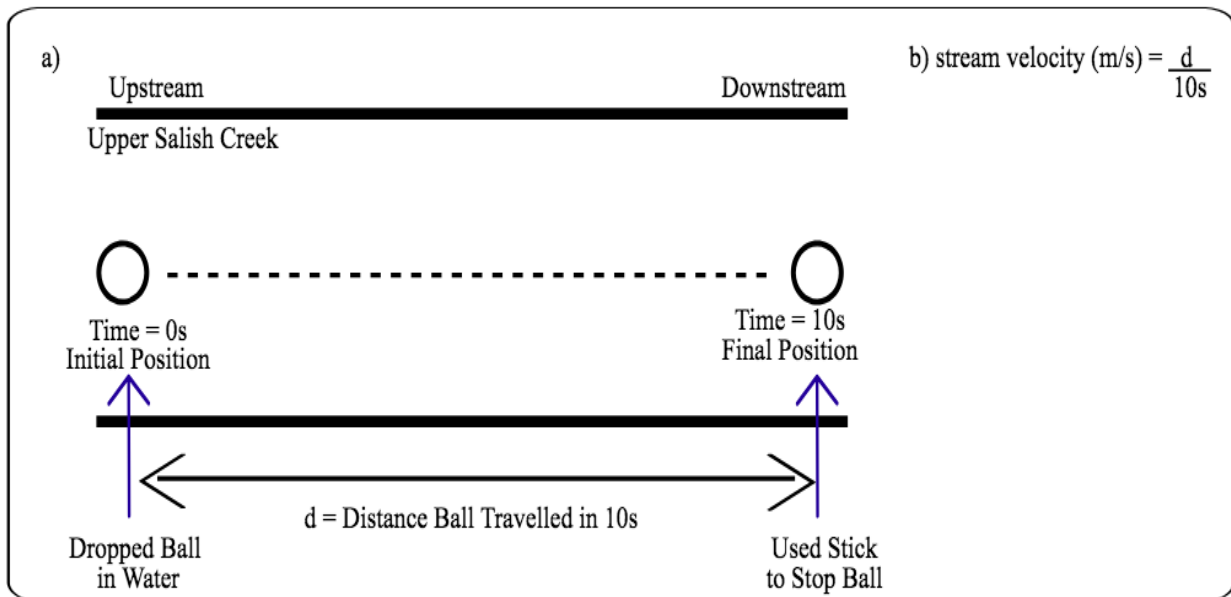 a)
b) stream velocity (m/s) = d
10s
Upstream
Downstream
Upper Salish Creek
Time = 0s
Initial Position
Time = 10s
Final Position
d = Distance Ball Travelled in 10s
Dropped Ball
in Water
Used Stick
to Stop Ball